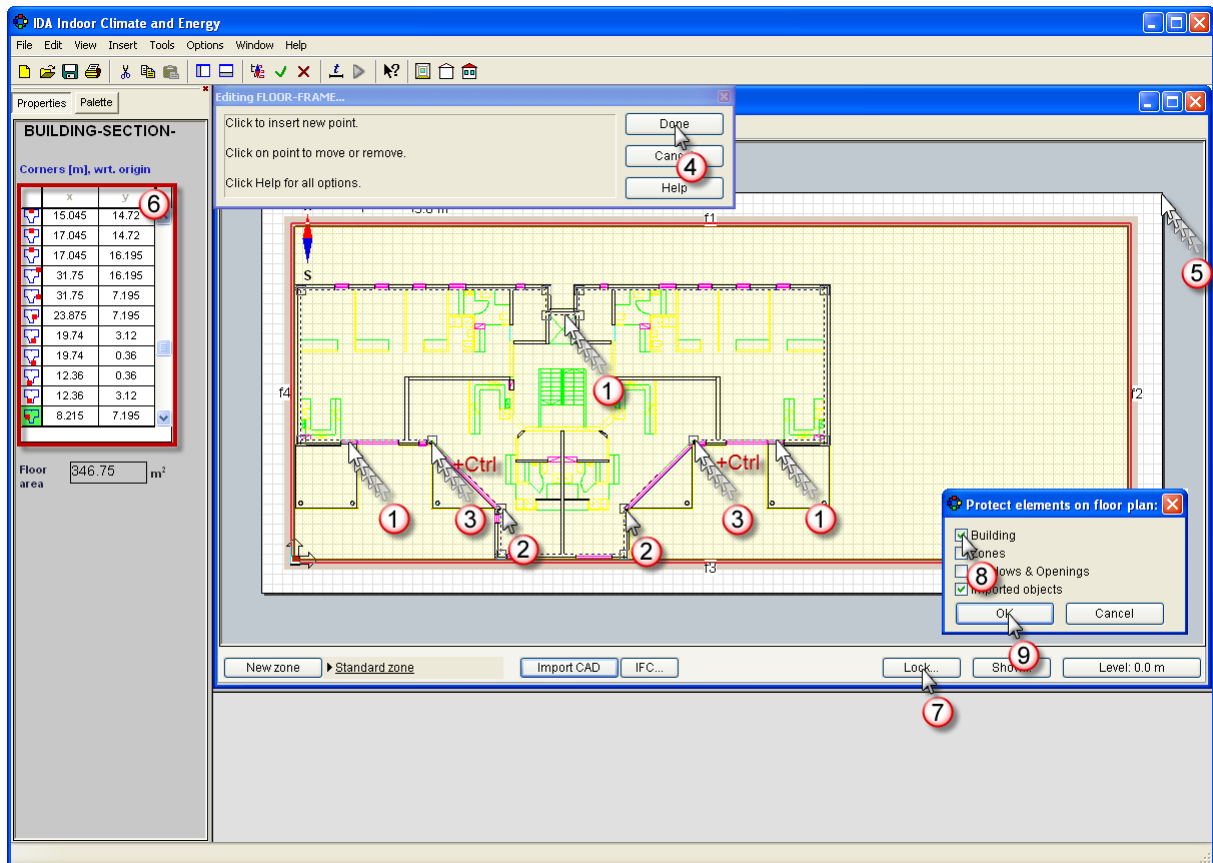 IDA Indoor Climate and Energy
File Edit View Insert Tools Options Window Help
Properties Palette
BUILDING-SECTION-
Corners [m], wrt. origin
x y
6
15.045 14.72
17.045 14.72
17.045 16.195
31.75 16.195
31.75 7.195
23.875 7.195
19.74 3.12
19.74 0.36
12.36 0.36
12.36 3.12
8.215 7.195
Floor area 346.75 m²
Editing FLOOR-FRAME...
Click to insert new point.
Click on point to move or remove.
Click Help for all options.
Done
4
Help
f1
S
5
1
f4
f2
+Ctrl +Ctrl
1 3 2 2 3 1
f3
Protect elements on floor plan:
Building
8
& Openings
objects
OK Cancel
9
New zone Standard zone Import CAD IFC... Lock... Level: 0.0 m
7